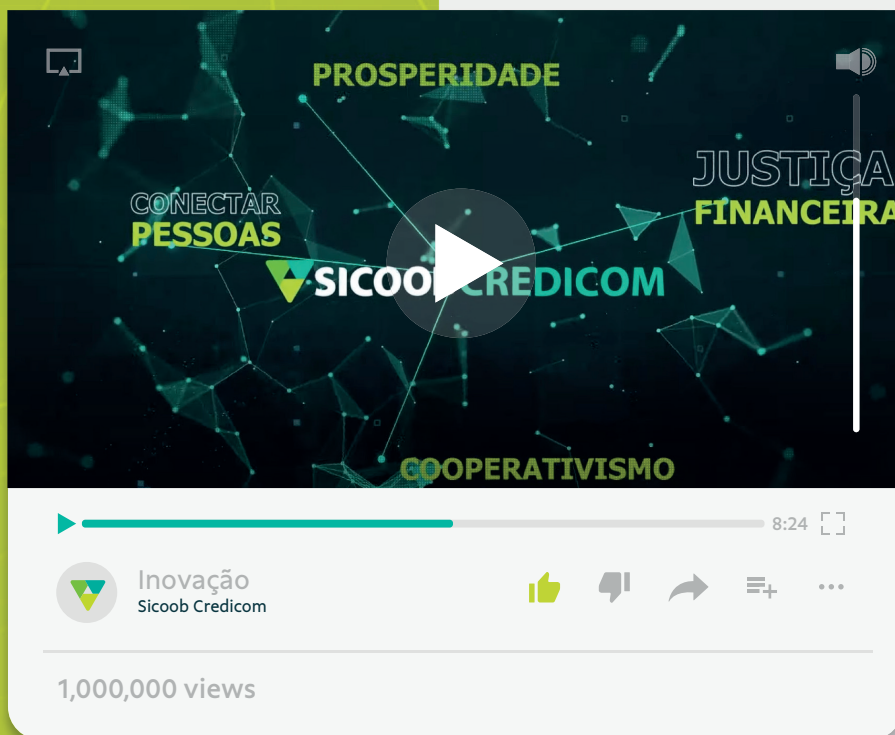 PROSPERIDADE
JUSTIÇA
FINANCEIRA
CONECTAR
PESSOAS
SICOOB CREDICOM
COOPERATIVISMO
8:24
Inovação
Sicoob Credicom
1,000,000 views